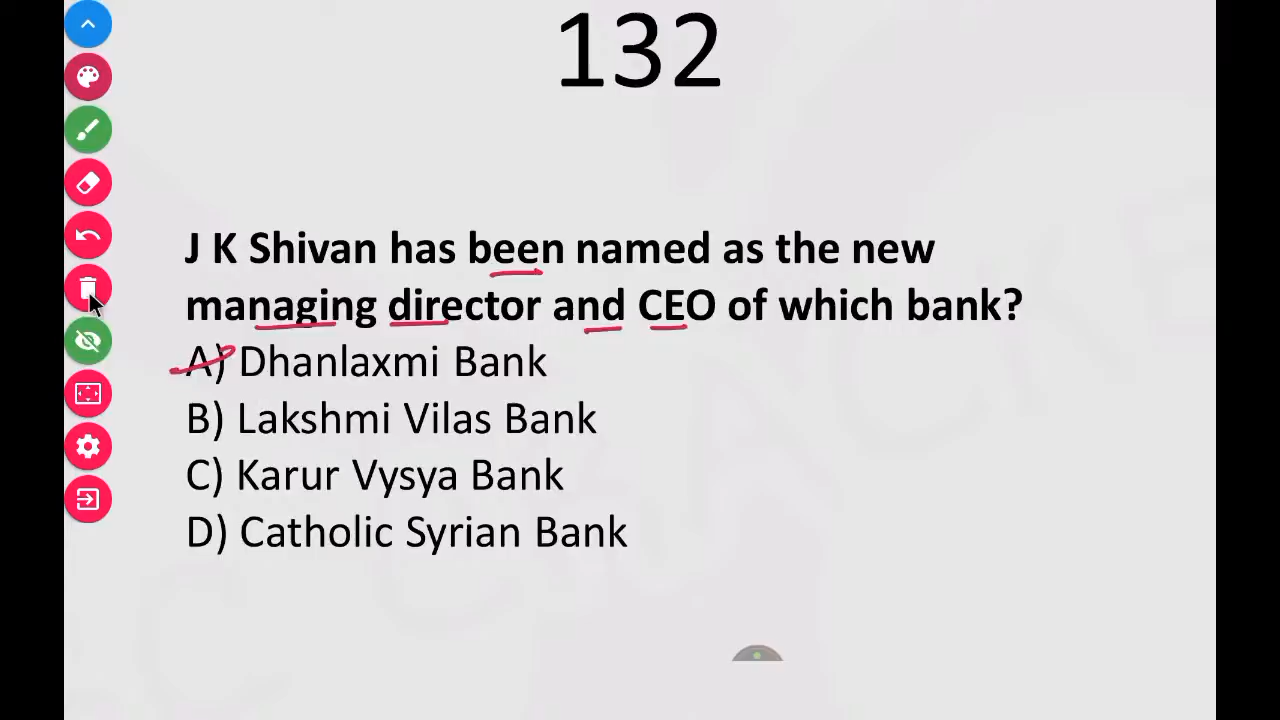 132
J K Shivan has been named as the new
managing director and CEO of which bank?
A) Dhanlaxmi Bank
B) Lakshmi Vilas Bank
C) Karur Vysya Bank
D) Catholic Syrian Bank